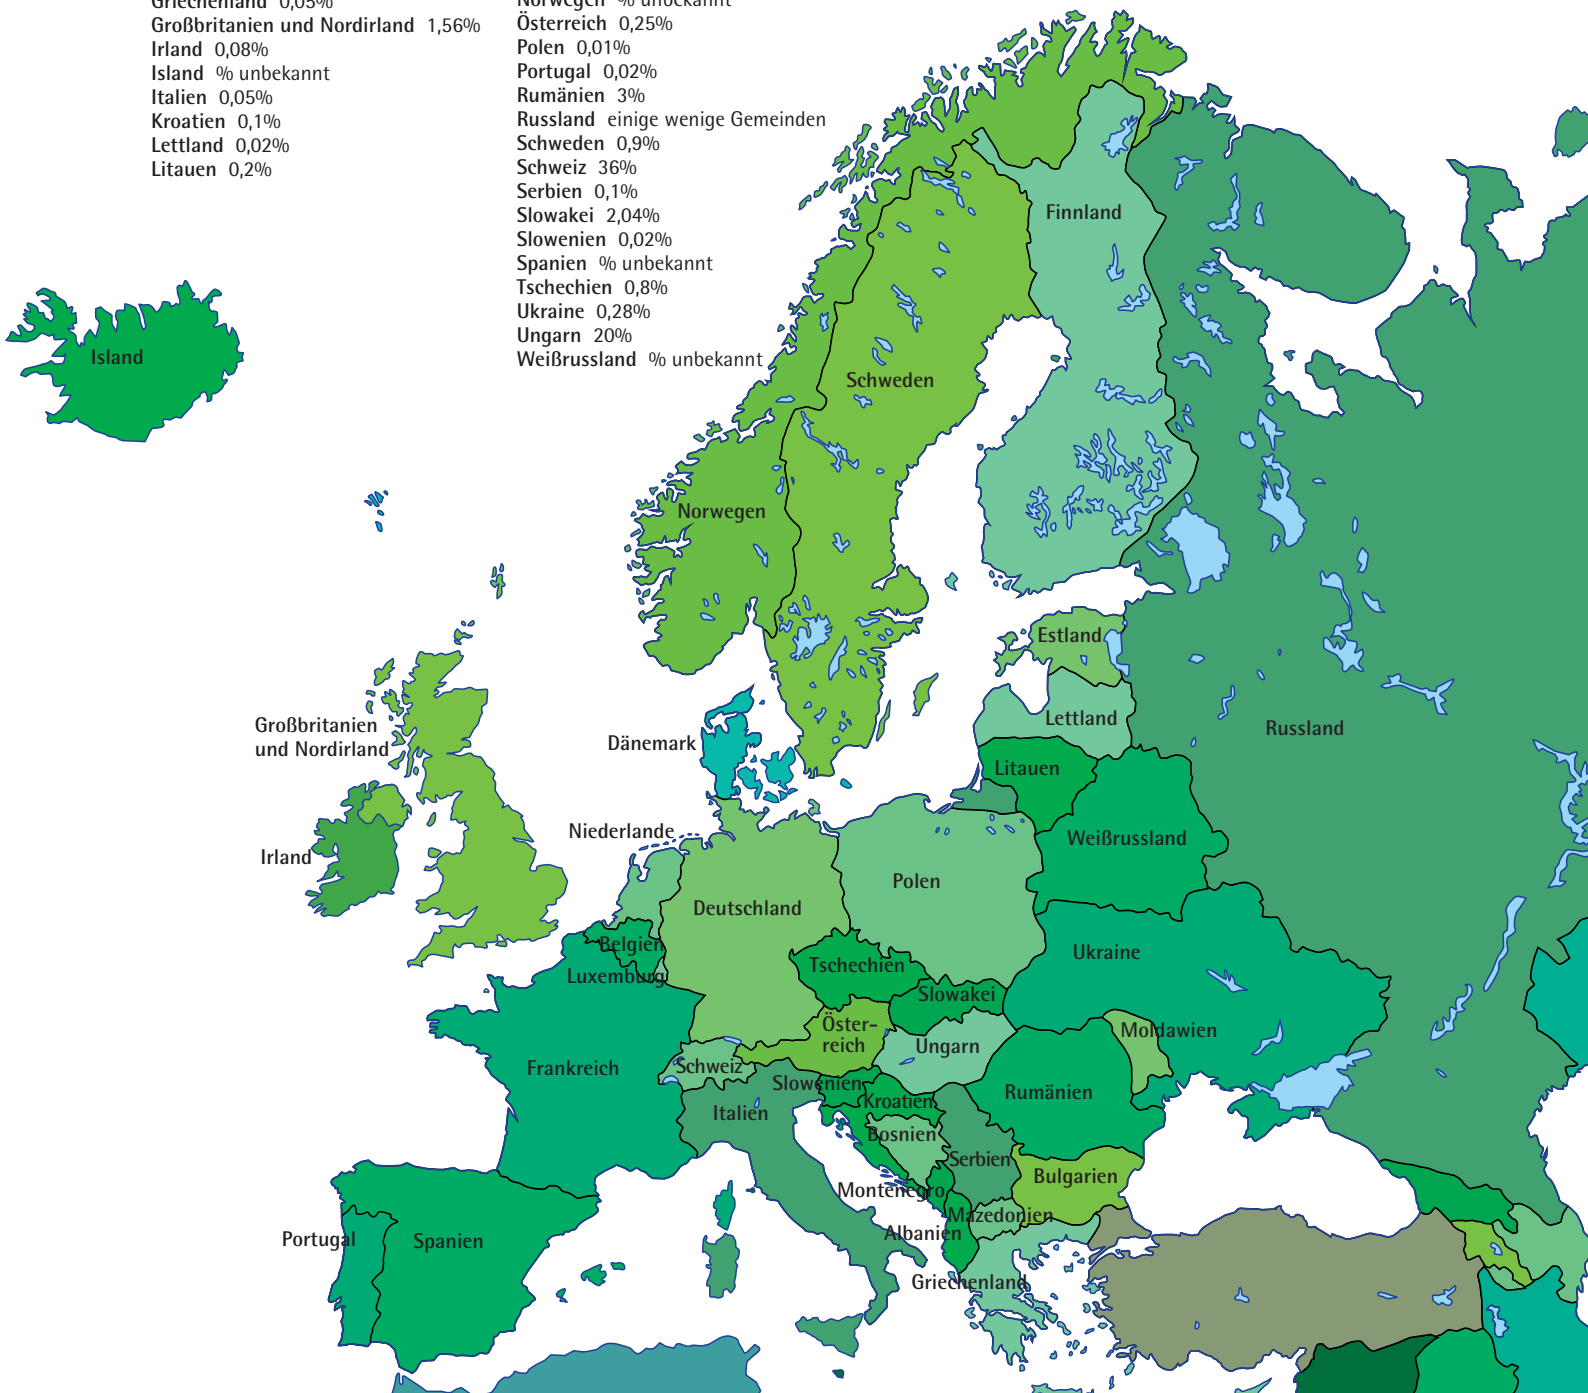 Griechenland 0,05%
Großbritanien und Nordirland 1,56%
Irland 0,08%
Island % unbekannt
Italien 0,05%
Kroatien 0,1%
Lettland 0,02%
Litauen 0,2%
Norwegen % unbekannt
Österreich 0,25%
Polen 0,01%
Portugal 0,02%
Rumänien 3%
Russland einige wenige Gemeinden
Schweden 0,9%
Schweiz 36%
Serbien 0,1%
Slowakei 2,04%
Slowenien 0,02%
Spanien % unbekannt
Tschechien 0,8%
Ukraine 0,28%
Ungarn 20%
Weißrussland % unbekannt
Finnland
Island
Schweden
Norwegen
Estland
Lettland
Großbritanien
und Nordirland
Russland
Dänemark
Litauen
Niederlande
Weißrussland
Irland
Polen
Deutschland
Belgien
Ukraine
Tschechien
Luxemburg
Slowakei
Öster-
reich
Moldawien
Ungarn
Frankreich
Schweiz
Slowenien
Rumänien
Kroatien
Italien
Bosnien
Serbien
Bulgarien
Montenegro
Mazedonien
Albanien
Portugal
Spanien
Griechenland